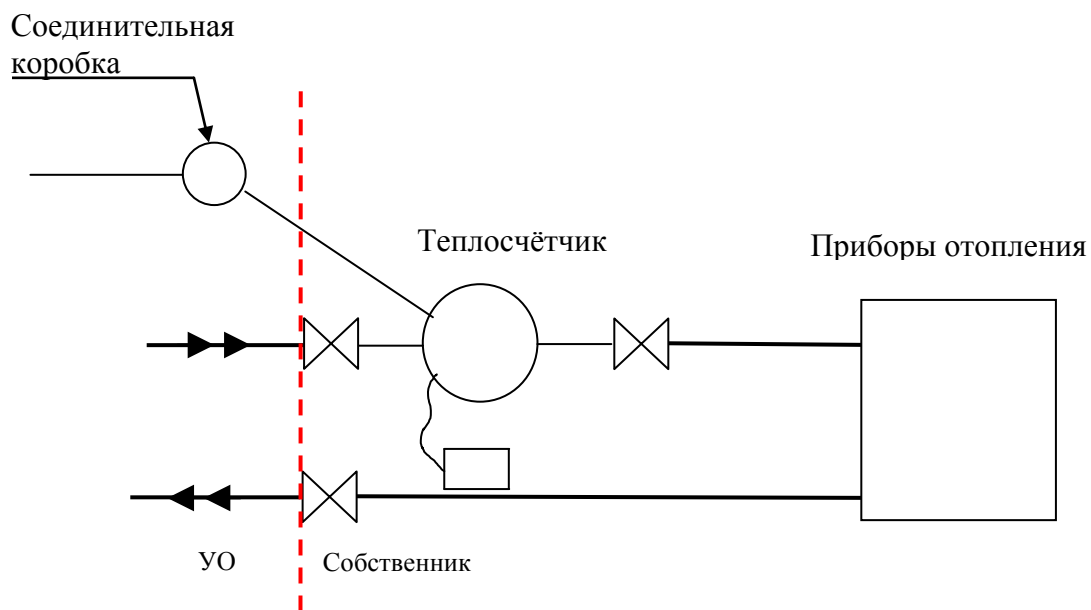 Соединительная
коробка
Теплосчётчик
Приборы отопления
УО
Собственник